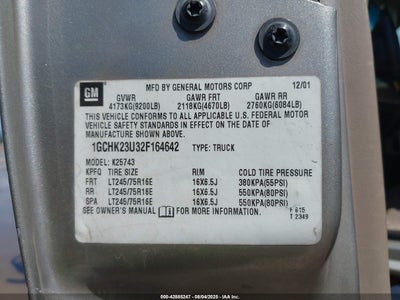 GM
MFD BY GENERAL MOTORS CORP 12/01
GVWR GAWR FRT GAWR RR
4173KG(9200LB) 2118KG(4670LB) 2760KG(6084LB)
THIS VEHICLE CONFORMS TO ALL APPLICABLE U.S. FEDERAL MOTOR
VEHICLE SAFETY STANDARDS IN EFFECT ON THE DATE OF
MANUFACTURE SHOWN ABOVE.
1GCHK23U32F164642 TYPE: TRUCK
MODEL: K25743
KPFQ TIRE SIZE RIM COLD TIRE PRESSURE
FRT LT245/75R16E 16X6.5J 380KPA(55PSI)
RR LT245/75R16E 16X6.5J 550KPA(80PSI)
SPA LT245/75R16E 16X6.5J 550KPA(80PSI)
SEE OWNER'S MANUAL FOR MORE INFORMATION
F 615
T 2349
000-42885247 - 08/04/2025 - IAAI.COM